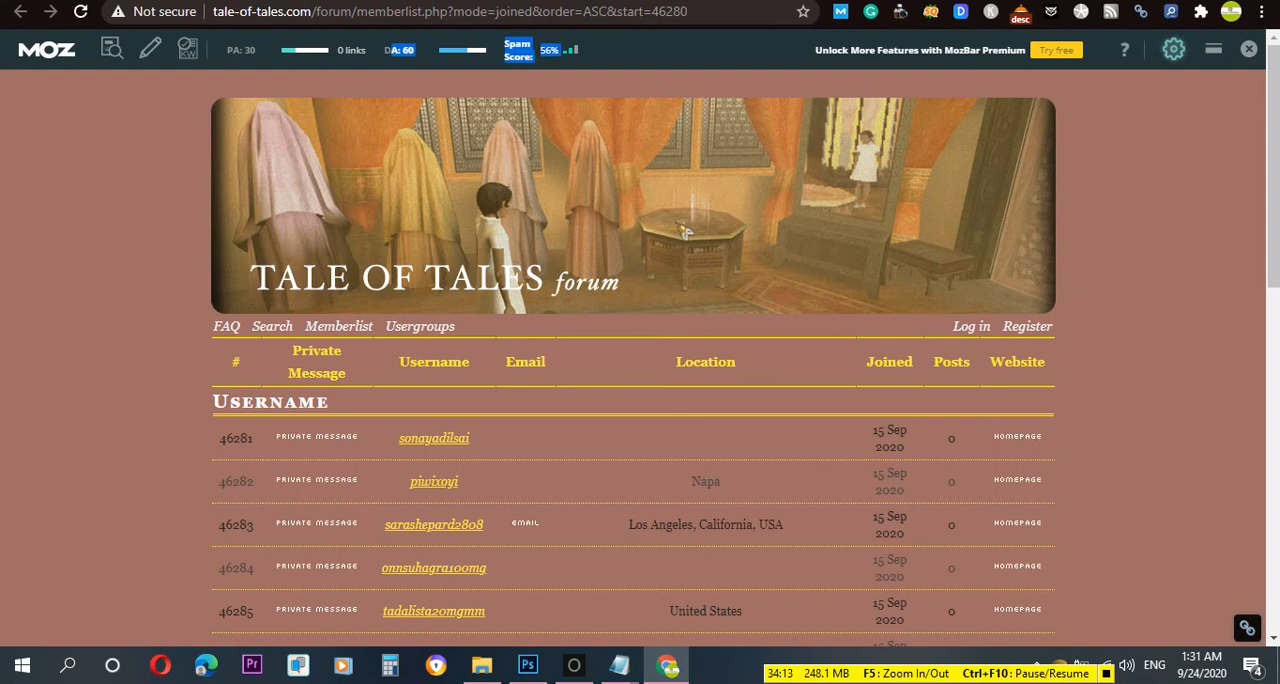 Not secure tale-of-tales.com/forum/memberlist.php?mode=joined&order=ASC&start=46280
desc
MOZ PA: 30 0 links DA: 60 Spam Score: 56% Unlock More Features with MozBar Premium Try free ?
TALE OF TALES forum
FAQ Search Memberlist Usergroups Log in Register
# Private Message Username Email Location Joined Posts Website
USERNAME
46281 PRIVATE MESSAGE sonayadilsai 15 Sep 2020 0 HOMEPAGE
46282 PRIVATE MESSAGE piwixoyi Napa 15 Sep 2020 0 HOMEPAGE
46283 PRIVATE MESSAGE sarashepard2808 EMAIL Los Angeles, California, USA 15 Sep 2020 0 HOMEPAGE
46284 PRIVATE MESSAGE onnsuhagra100mg 15 Sep 2020 0 HOMEPAGE
46285 PRIVATE MESSAGE tadalista20mgmm United States 15 Sep 2020 0 HOMEPAGE
ENG 1:31 AM
9/24/2020
34:13 248.1 MB F5: Zoom In/Out Ctrl+F10: Pause/Resume